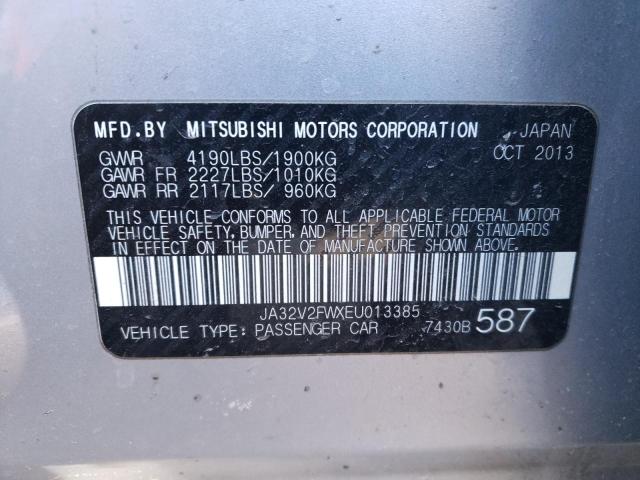 MFD.BY MITSUBISHI MOTORS CORPORATION JAPAN
GVWR 4190LBS/1900KG OCT 2013
GAWR FR 2227LBS/1010KG
GAWR RR 2117LBS/ 960KG
THIS VEHICLE CONFORMS TO ALL APPLICABLE FEDERAL MOTOR
VEHICLE SAFETY, BUMPER, AND THEFT PREVENTION STANDARDS
IN EFFECT ON THE DATE OF MANUFACTURE SHOWN ABOVE.
JA32V2FWXEU013385
VEHICLE TYPE: PASSENGER CAR 7430B 587